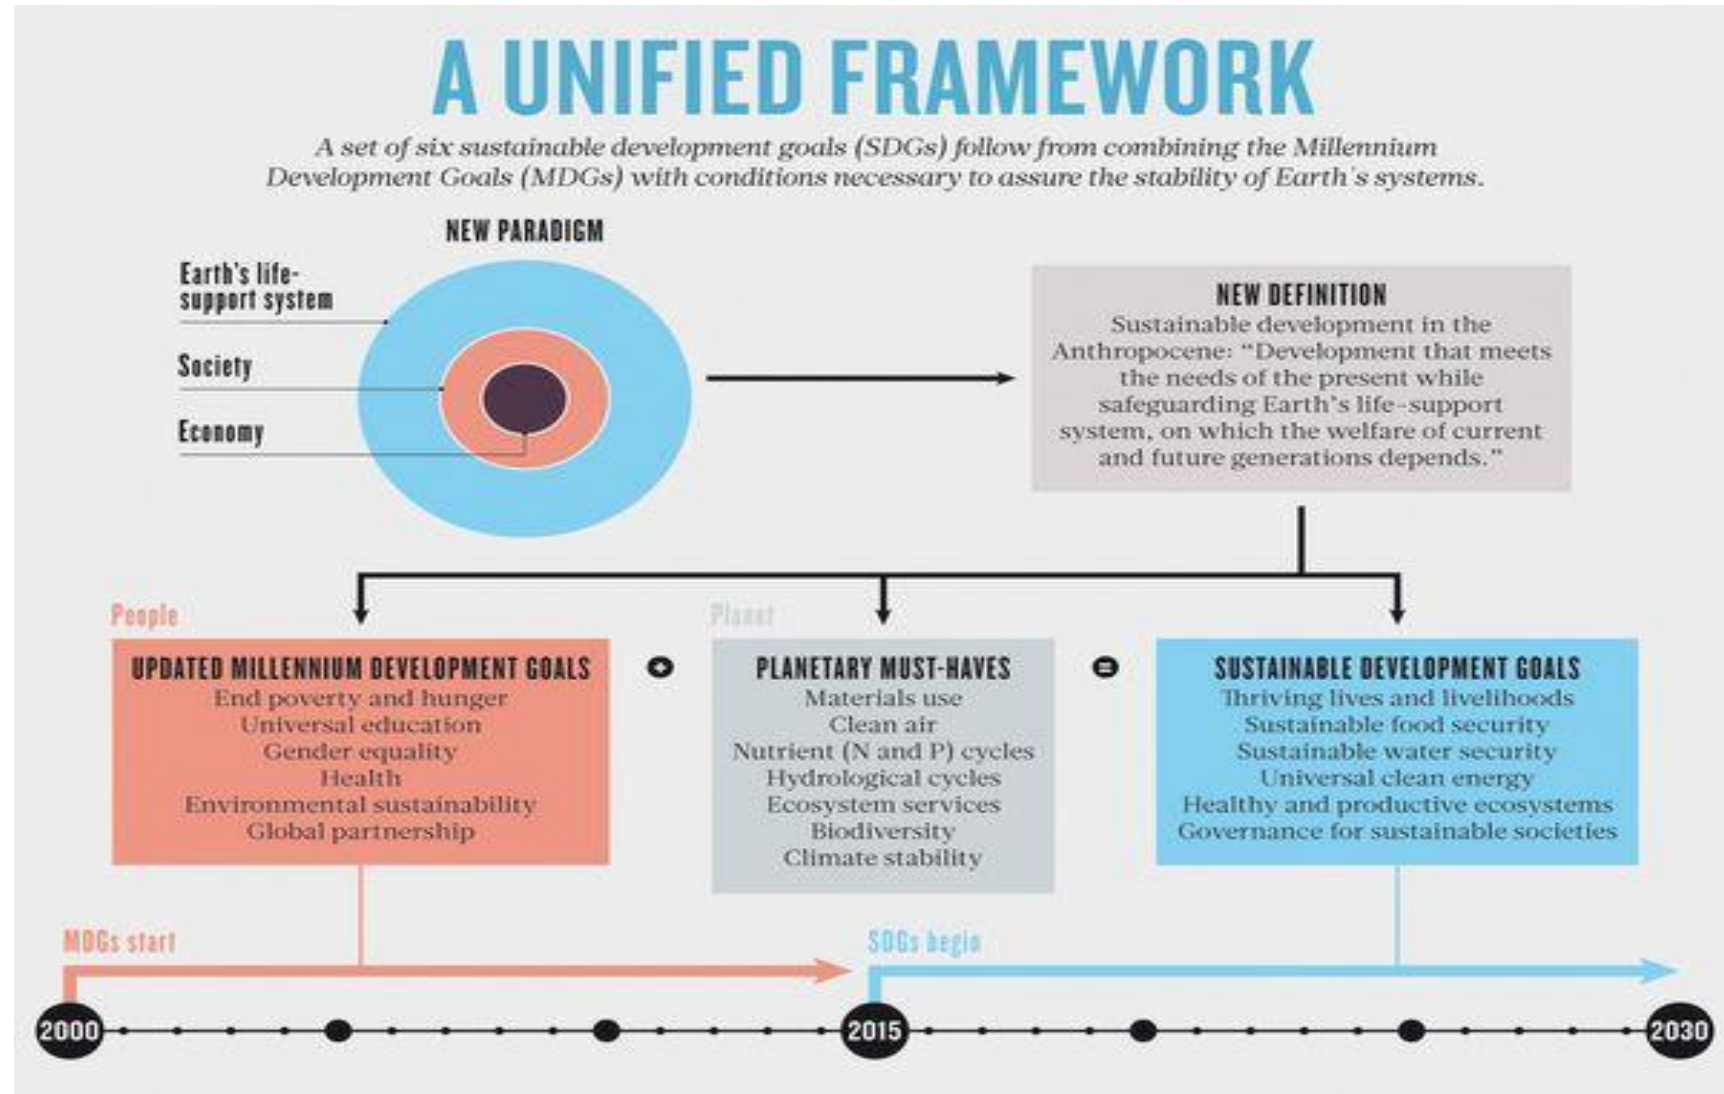 A UNIFIED FRAMEWORK
A set of six sustainable development goals (SDGs) follow from combining the Millennium
Development Goals (MDGs) with conditions necessary to assure the stability of Earth's systems.
NEW PARADIGM
Earth's life-
support system
Society
Economy
NEW DEFINITION
Sustainable development in the
Anthropocene: “Development that meets
the needs of the present while
safeguarding Earth's life-support
system, on which the welfare of current
and future generations depends.”
People
UPDATED MILLENNIUM DEVELOPMENT GOALS
End poverty and hunger
Universal education
Gender equality
Health
Environmental sustainability
Global partnership
+
Planet
PLANETARY MUST-HAVES
Materials use
Clean air
Nutrient (N and P) cycles
Hydrological cycles
Ecosystem services
Biodiversity
Climate stability
=
SUSTAINABLE DEVELOPMENT GOALS
Thriving lives and livelihoods
Sustainable food security
Sustainable water security
Universal clean energy
Healthy and productive ecosystems
Governance for sustainable societies
MDGs start
SDGs begin
2000
2015
2030